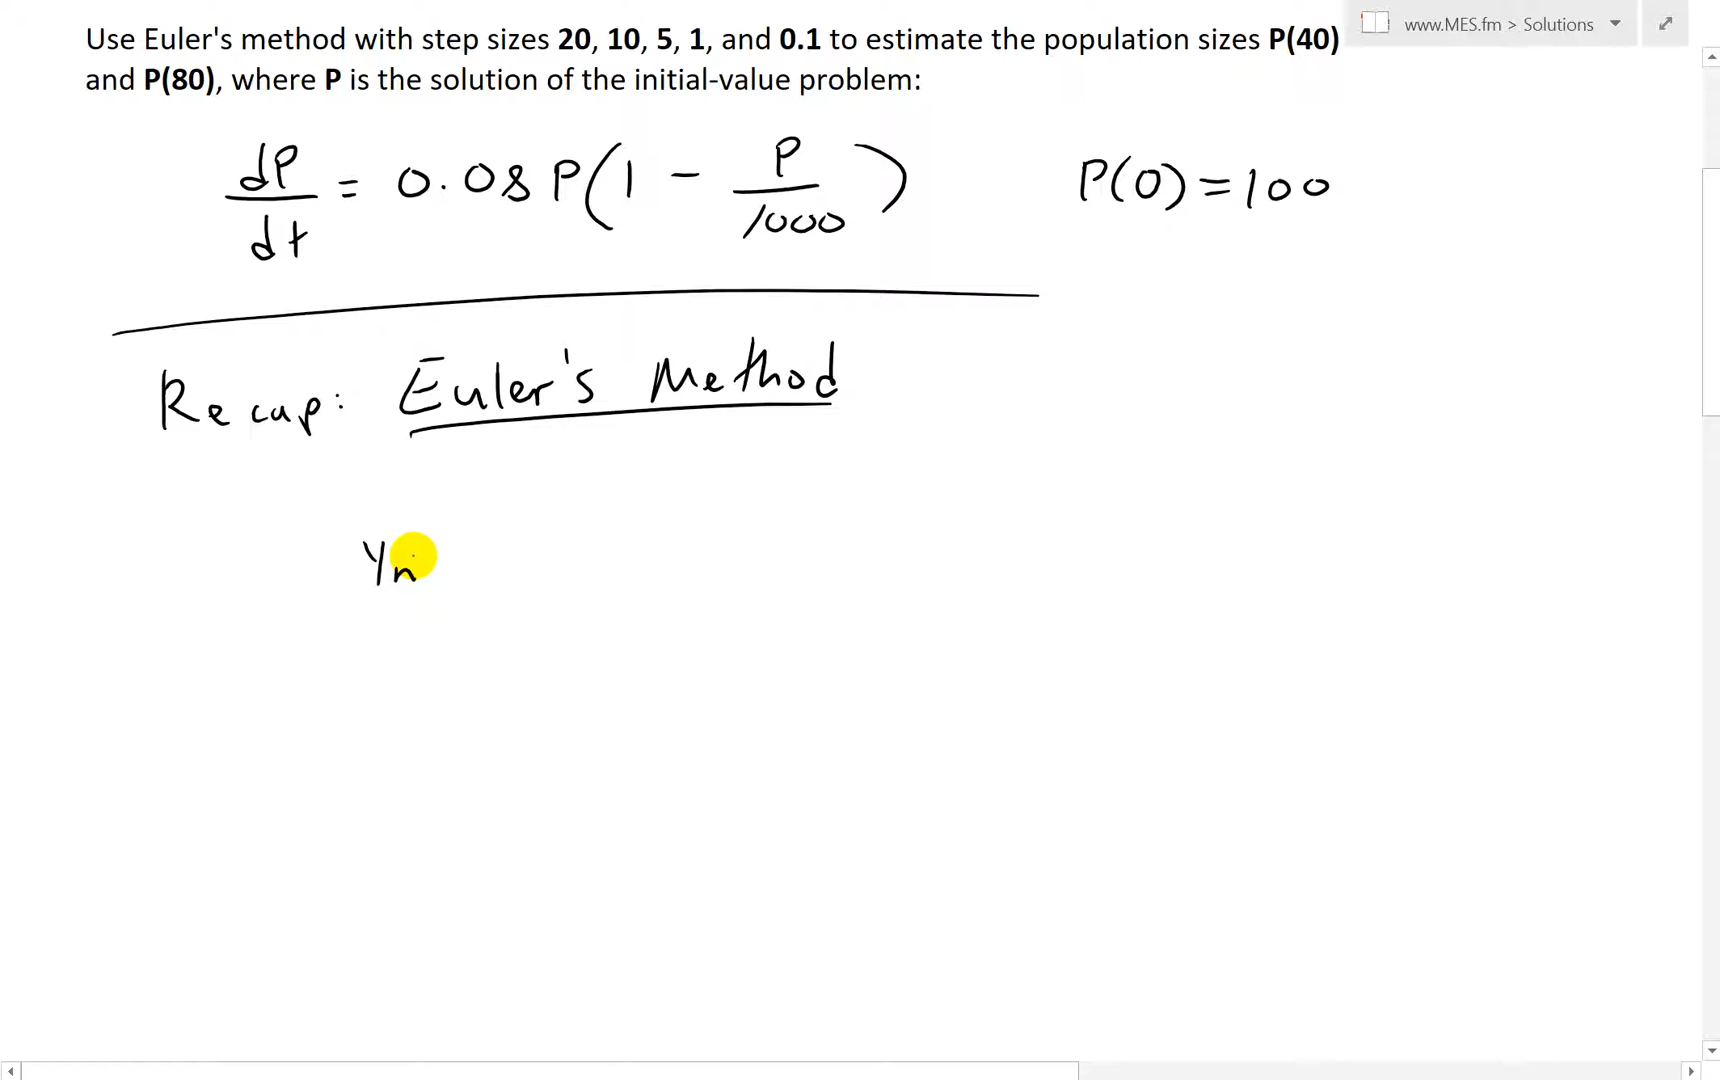 Use Euler's method with step sizes 20, 10, 5, 1, and 0.1 to estimate the population sizes P(40)
and P(80), where P is the solution of the initial-value problem:
www.MES.fm > Solutions
dP/dt = 0.08P(1 - P/1000) P(0) = 100
Recap: Euler's Method
Yn